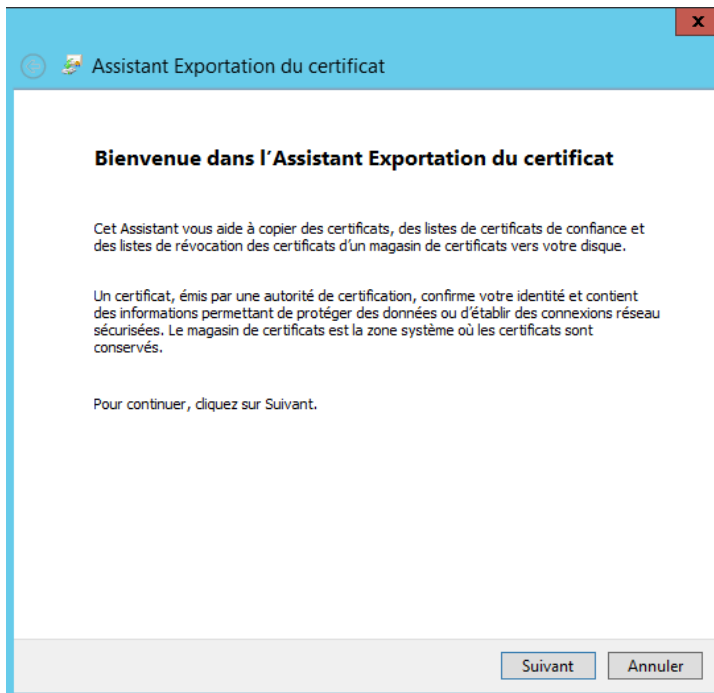 x
Assistant Exportation du certificat
Bienvenue dans l'Assistant Exportation du certificat
Cet Assistant vous aide à copier des certificats, des listes de certificats de confiance et
des listes de révocation des certificats d'un magasin de certificats vers votre disque.
Un certificat, émis par une autorité de certification, confirme votre identité et contient
des informations permettant de protéger des données ou d'établir des connexions réseau
sécurisées. Le magasin de certificats est la zone système où les certificats sont
conservés.
Pour continuer, cliquez sur Suivant.
Suivant Annuler